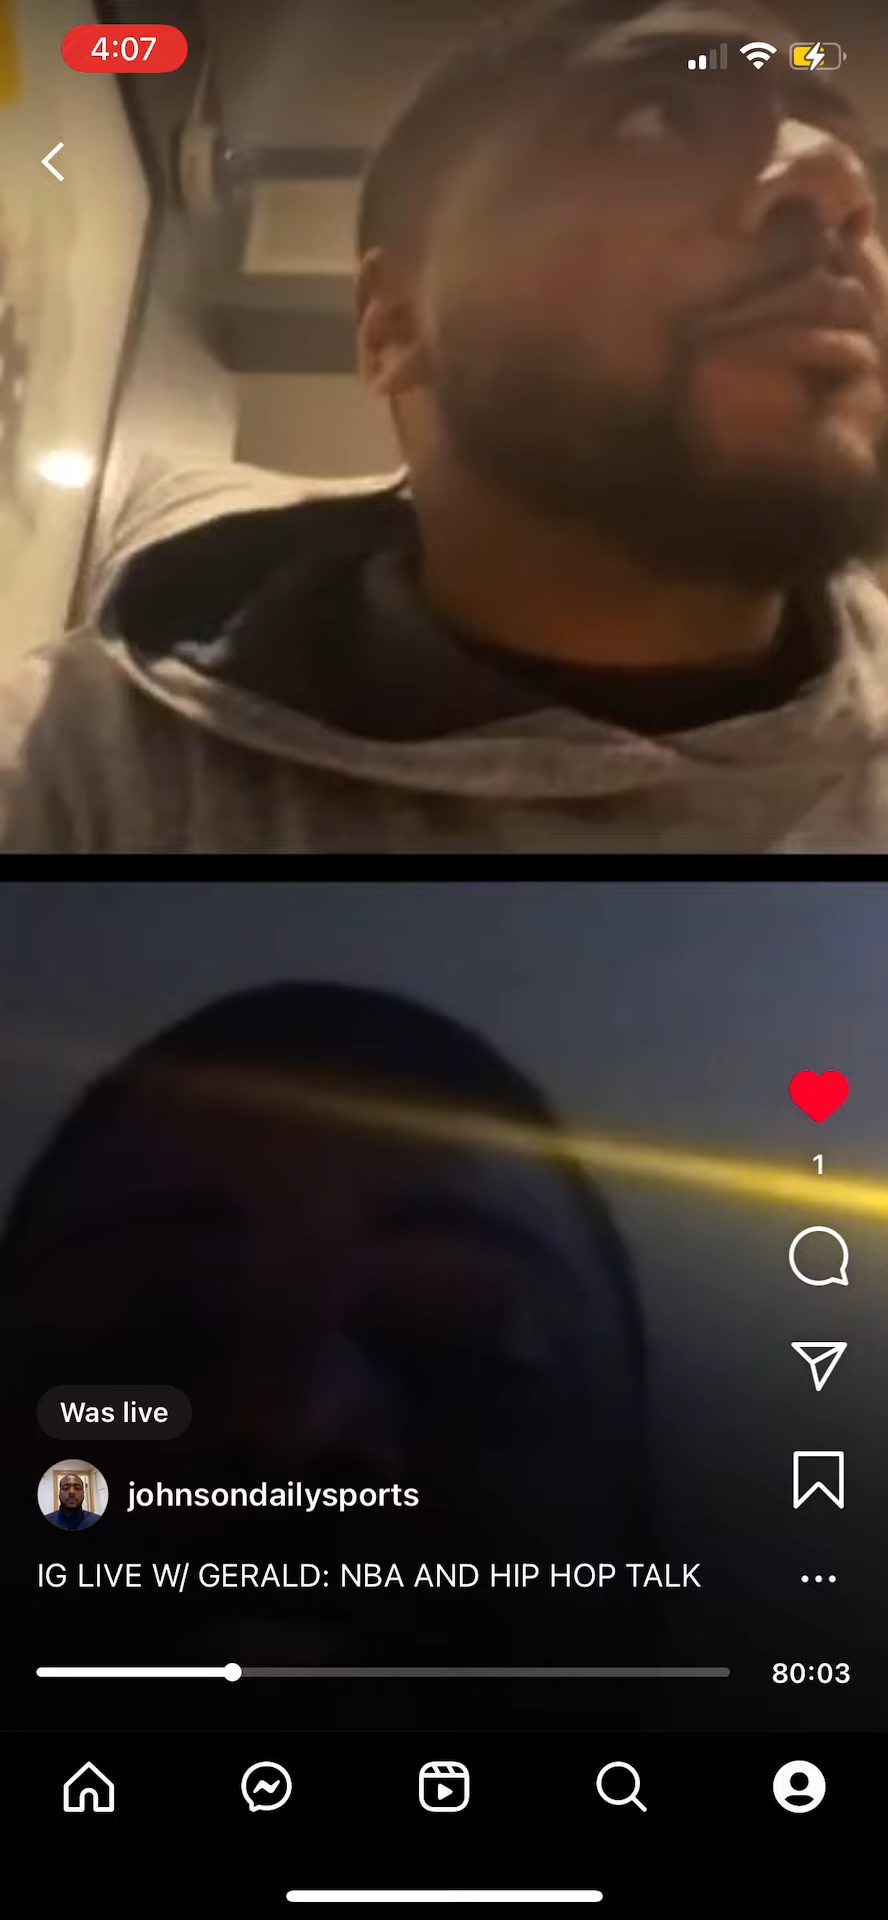 4:07
1
Was live
johnsondailysports
IG LIVE W/ GERALD: NBA AND HIP HOP TALK
80:03